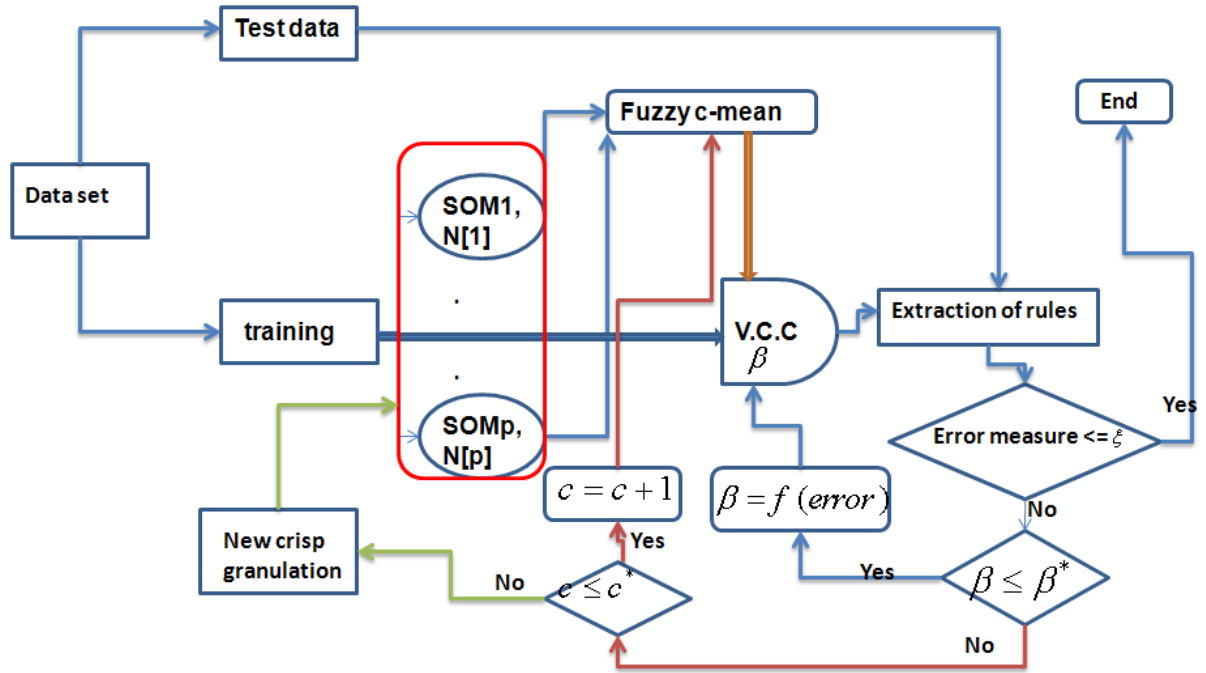 Test data
End
Fuzzy c-mean
Data set
SOM1,
N[1]
.
Extraction of rules
training
V.C.C
β
.
Yes
SOMp,
N[p]
Error measure <= ξ
c = c + 1
β = f (error)
No
New crisp
granulation
Yes
No
c ≤ c*
Yes
β ≤ β*
No